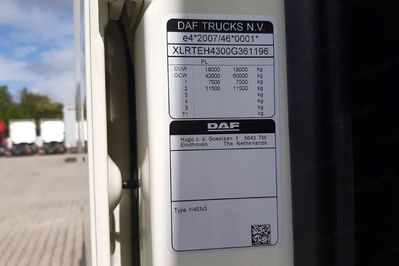 DAF TRUCKS N.V.
e4*2007/46*0001*
XLRTEH4300G361196
PL
GVW 18000 19000 kg
GCW 42000 50000 kg
1 7500 7500 kg
2 11500 11500 kg
3 kg
4 kg
5 kg
T1 kg
DAF
Hugo v. d. Goeslaan 1 5643 TW
Eindhoven The Netherlands
Type: H4EN3